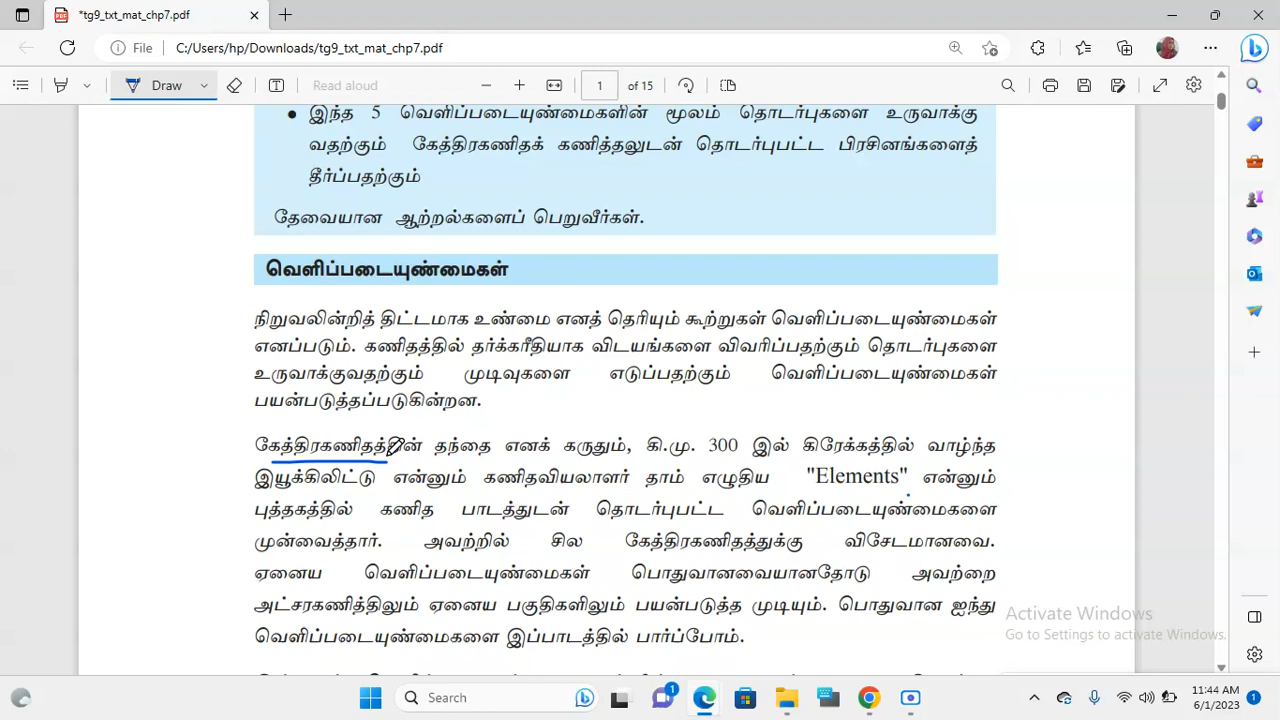 *tg9_txt_mat_chp7.pdf
File C:/Users/hp/Downloads/tg9_txt_mat_chp7.pdf
Draw Read aloud 1 of 15
இந்த 5 வெளிப்படையுண்மைகளின் மூலம் தொடர்புகளை உருவாக்கு
வதற்கும் கேத்திரகணிதக் கணித்தலுடன் தொடர்புபட்ட பிரசினங்களைத்
தீர்ப்பதற்கும்
தேவையான ஆற்றல்களைப் பெறுவீர்கள்.
வெளிப்படையுண்மைகள்
நிறுவலின்றித் திட்டமாக உண்மை எனத் தெரியும் கூற்றுகள் வெளிப்படையுண்மைகள்
எனப்படும். கணிதத்தில் தர்க்கரீதியாக விடயங்களை விவரிப்பதற்கும் தொடர்புகளை
உருவாக்குவதற்கும் முடிவுகளை எடுப்பதற்கும் வெளிப்படையுண்மைகள்
பயன்படுத்தப்படுகின்றன.
கேத்திரகணிதத்தின் தந்தை எனக் கருதும், கி.மு. 300 இல் கிரேக்கத்தில் வாழ்ந்த
இயூக்கிலிட்டு என்னும் கணிதவியலாளர் தாம் எழுதிய "Elements" என்னும்
புத்தகத்தில் கணித பாடத்துடன் தொடர்புபட்ட வெளிப்படையுண்மைகளை
முன்வைத்தார். அவற்றில் சில கேத்திரகணிதத்துக்கு விசேடமானவை.
ஏனைய வெளிப்படையுண்மைகள் பொதுவானவையானதோடு அவற்றை
அட்சரகணித்திலும் ஏனைய பகுதிகளிலும் பயன்படுத்த முடியும். பொதுவான ஐந்து
வெளிப்படையுண்மைகளை இப்பாடத்தில் பார்ப்போம்.
Activate Windows
Go to Settings to activate Windows.
Search
1
11:44 AM
6/1/2023
1